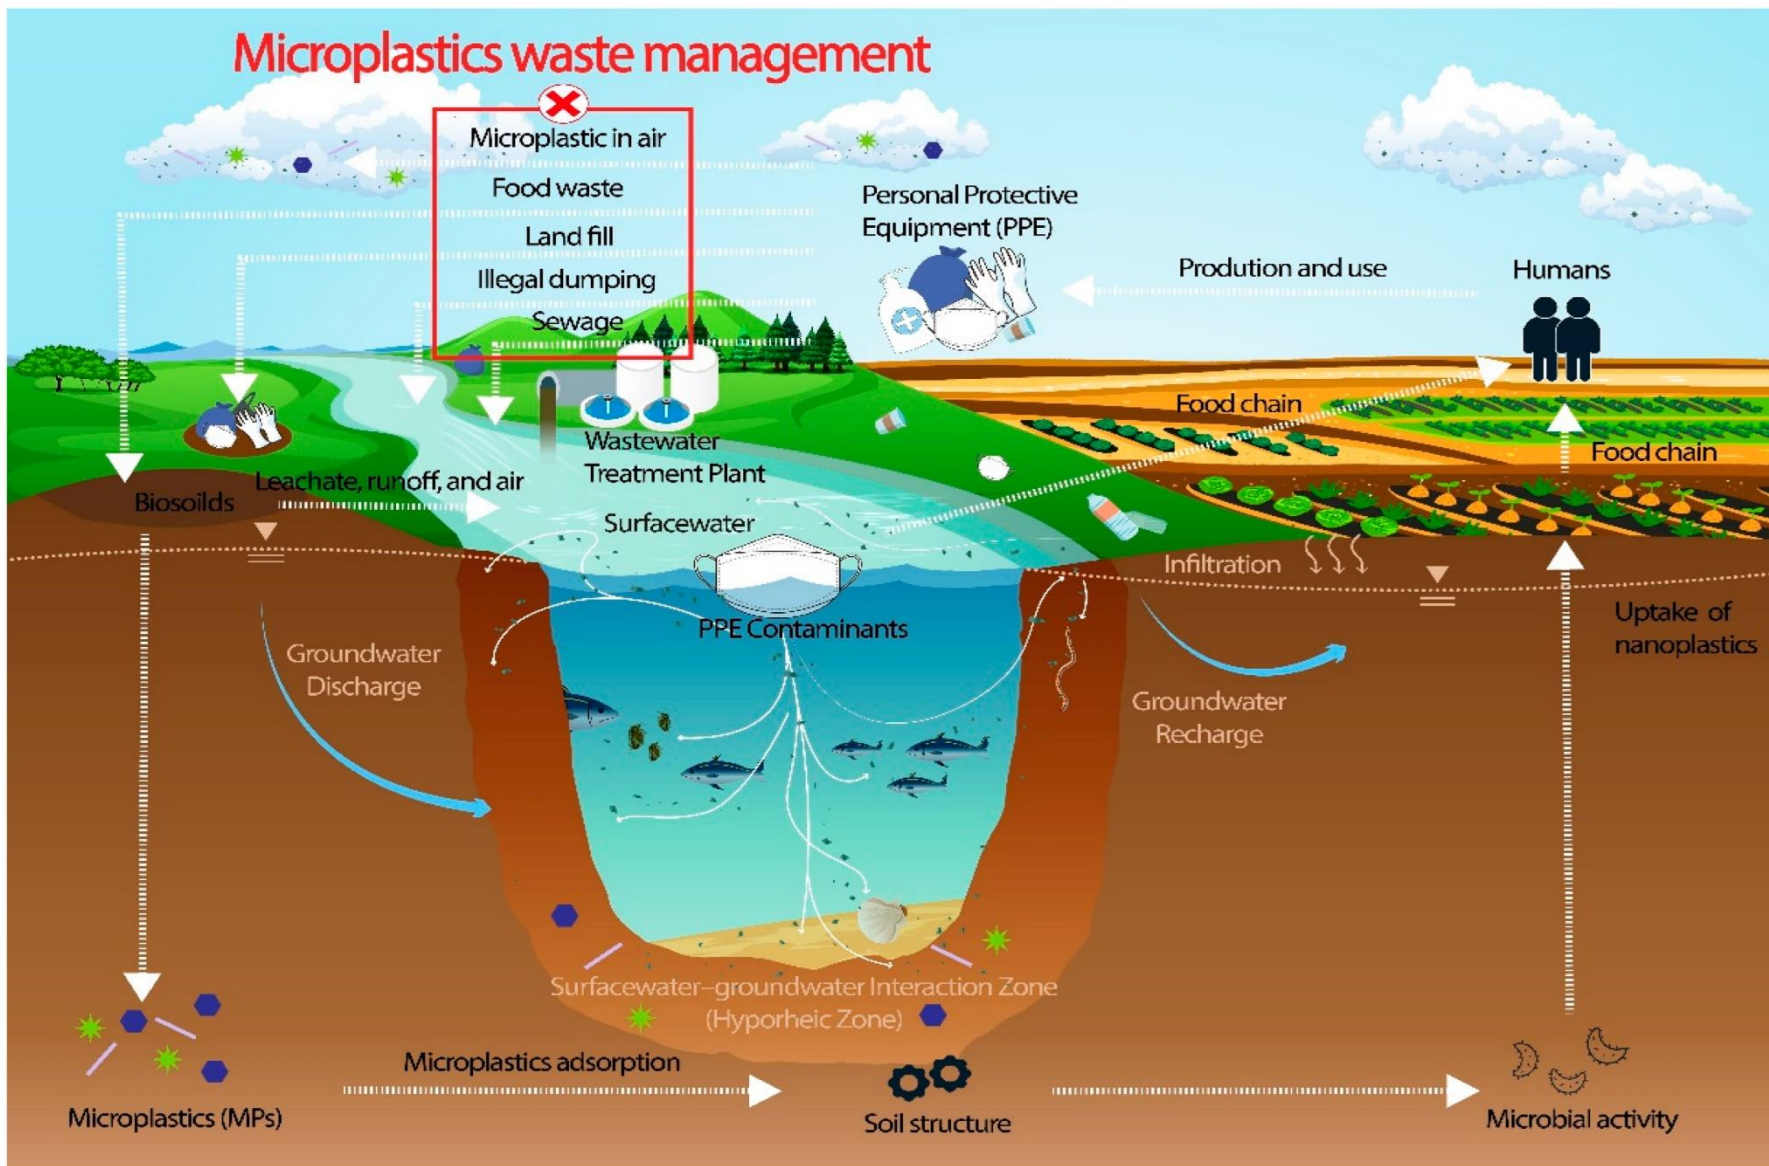 Microplastics waste management
Microplastic in air
Food waste
Land fill
Illegal dumping
Sewage
Personal Protective
Equipment (PPE)
Prodution and use
Humans
Food chain
Food chain
Wastewater
Treatment Plant
Leachate, runoff, and air
Biosoilds
Surfacewater
Infiltration
PPE Contaminants
Uptake of
nanoplastics
Groundwater
Discharge
Groundwater
Recharge
Surfacewater–groundwater Interaction Zone
(Hyporheic Zone)
Microplastics adsorption
Microplastics (MPs)
Soil structure
Microbial activity